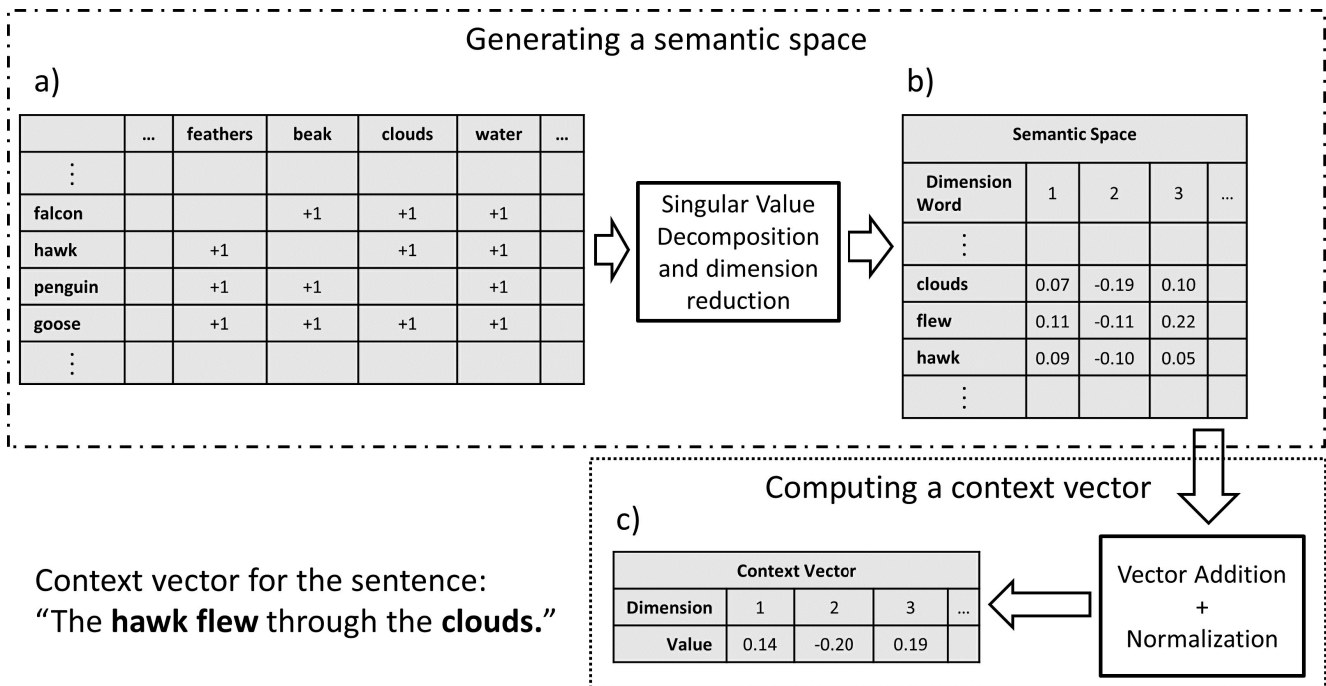 Generating a semantic space
a)
... feathers beak clouds water ...
⋮
falcon +1 +1 +1
hawk +1 +1 +1
penguin +1 +1 +1
goose +1 +1 +1 +1
⋮
Singular Value
Decomposition
and dimension
reduction
b)
Semantic Space
Dimension
Word 1 2 3 ...
⋮
clouds 0.07 -0.19 0.10
flew 0.11 -0.11 0.22
hawk 0.09 -0.10 0.05
⋮
Computing a context vector
c)
Context Vector
Dimension 1 2 3 ...
Value 0.14 -0.20 0.19
Vector Addition
+
Normalization
Context vector for the sentence:
“The hawk flew through the clouds.”